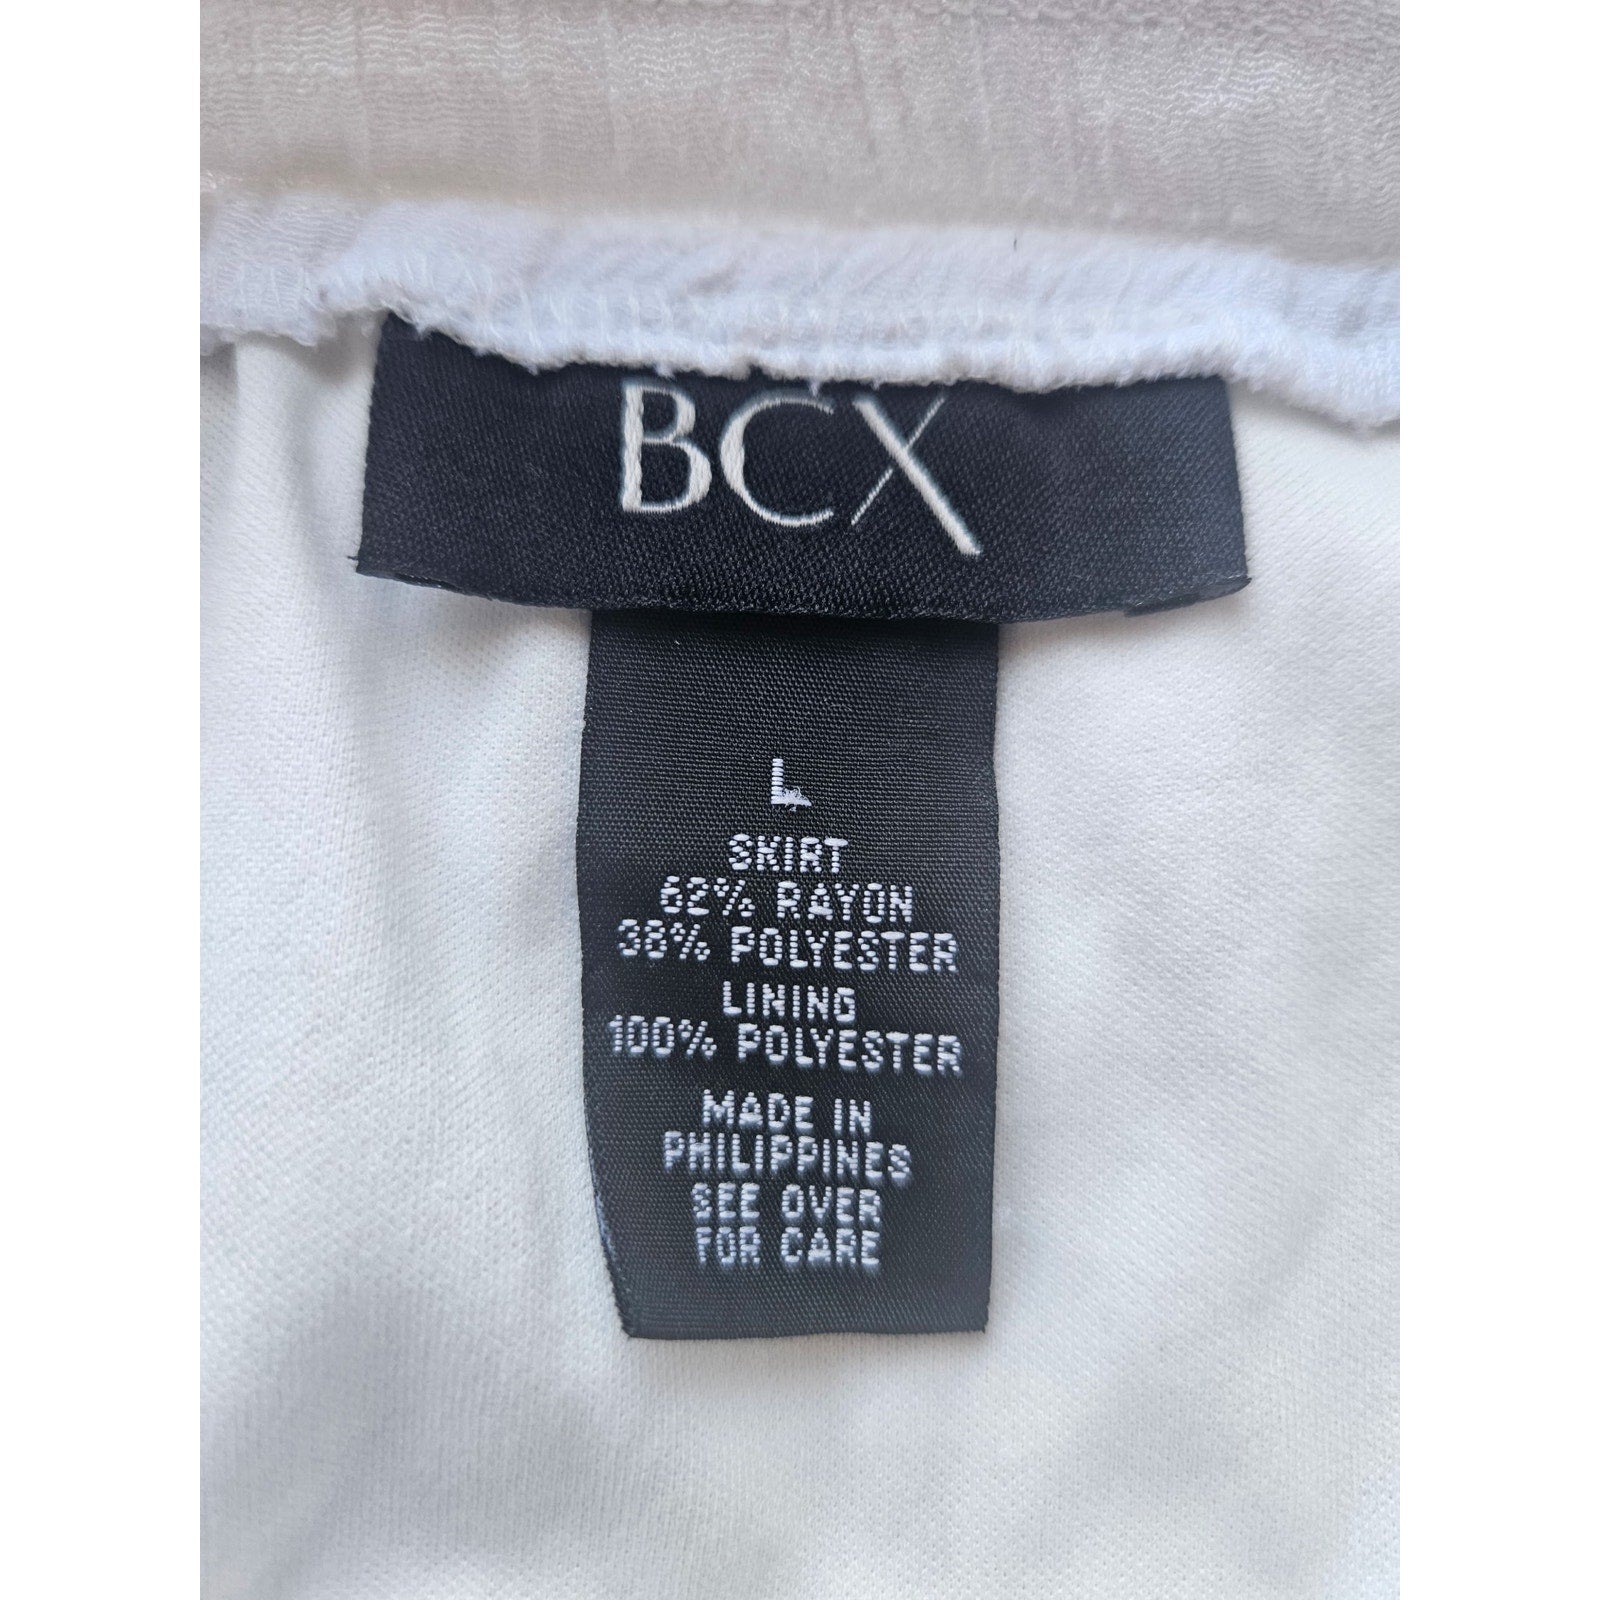 BCX
L
SKIRT
62% RAYON
38% POLYESTER
LINING
100% POLYESTER
MADE IN
PHILIPPINES
SEE OVER
FOR CARE